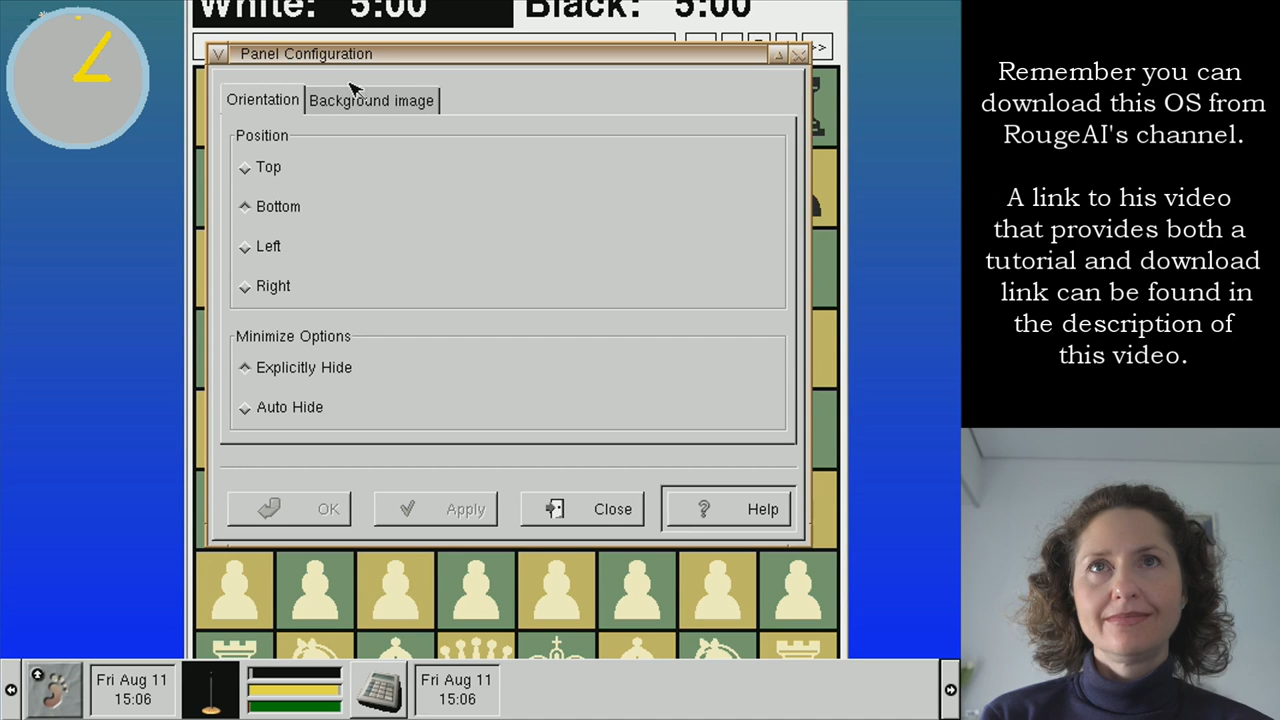 White: 5:00 Black: 5:00
>>
Panel Configuration
Orientation Background image
Position
Top
Bottom
Left
Right
Minimize Options
Explicitly Hide
Auto Hide
OK Apply Close Help
Fri Aug 11
15:06
Fri Aug 11
15:06
Remember you can
download this OS from
RougeAI's channel.
A link to his video
that provides both a
tutorial and download
link can be found in
the description of
this video.